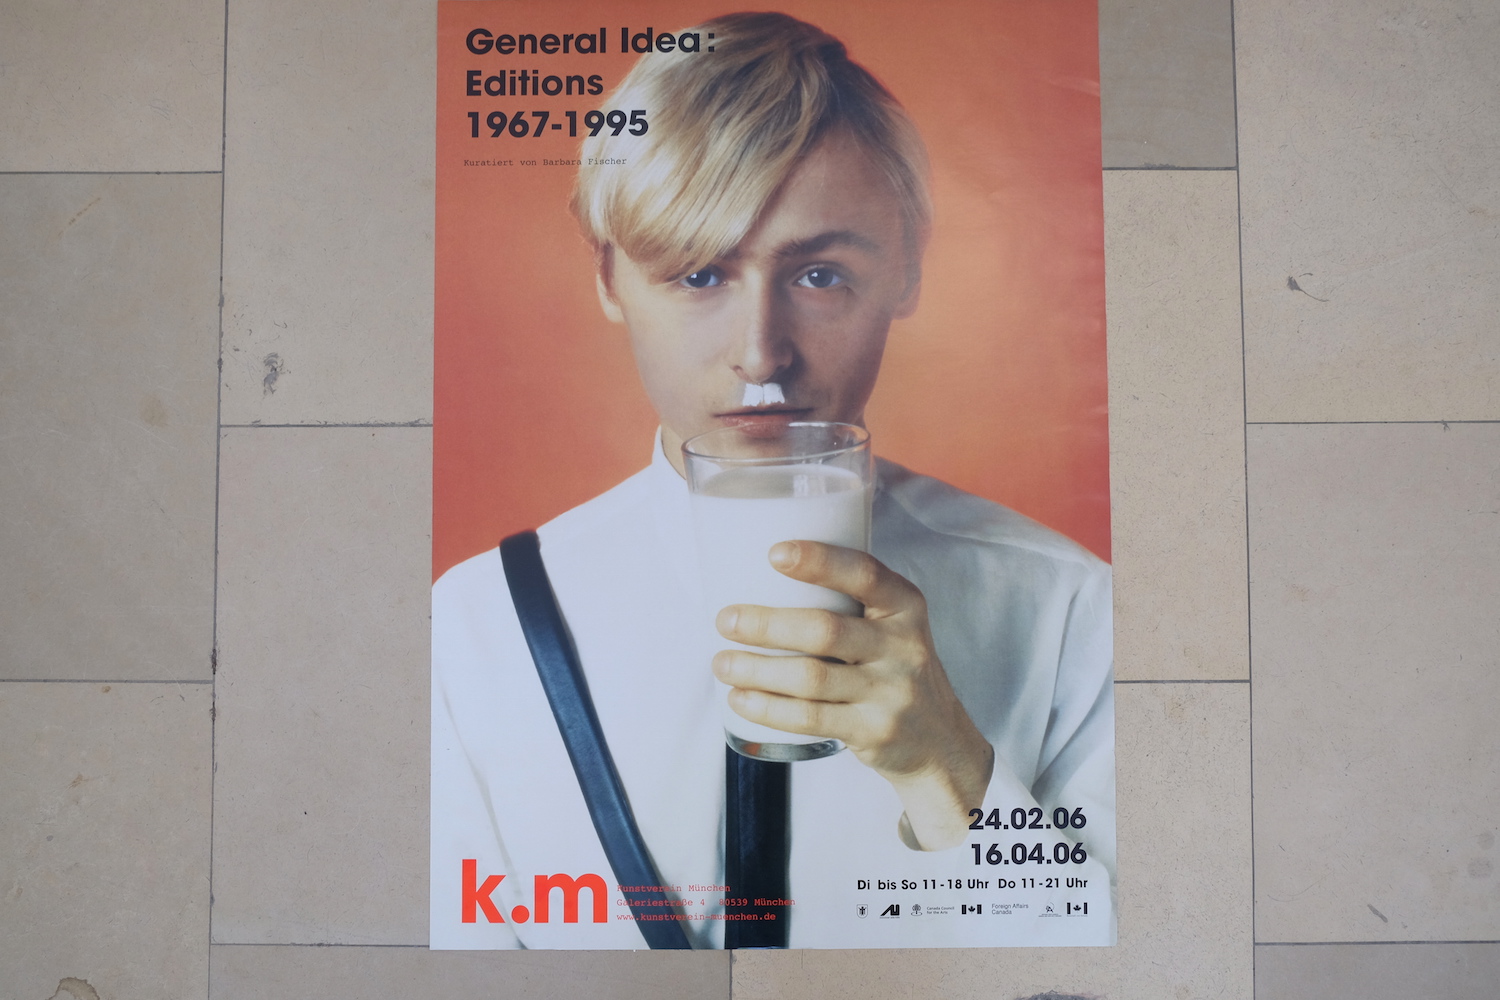 General Idea:
Editions
1967-1995
Kuratiert von Barbara Fischer
24.02.06
16.04.06
Di bis So 11-18 Uhr Do 11-21 Uhr
k.m
Kunstverein München
Galeriestraße 4 80539 München
www.kunstverein-muenchen.de
Canada Council
for the Arts
Foreign Affairs
Canada